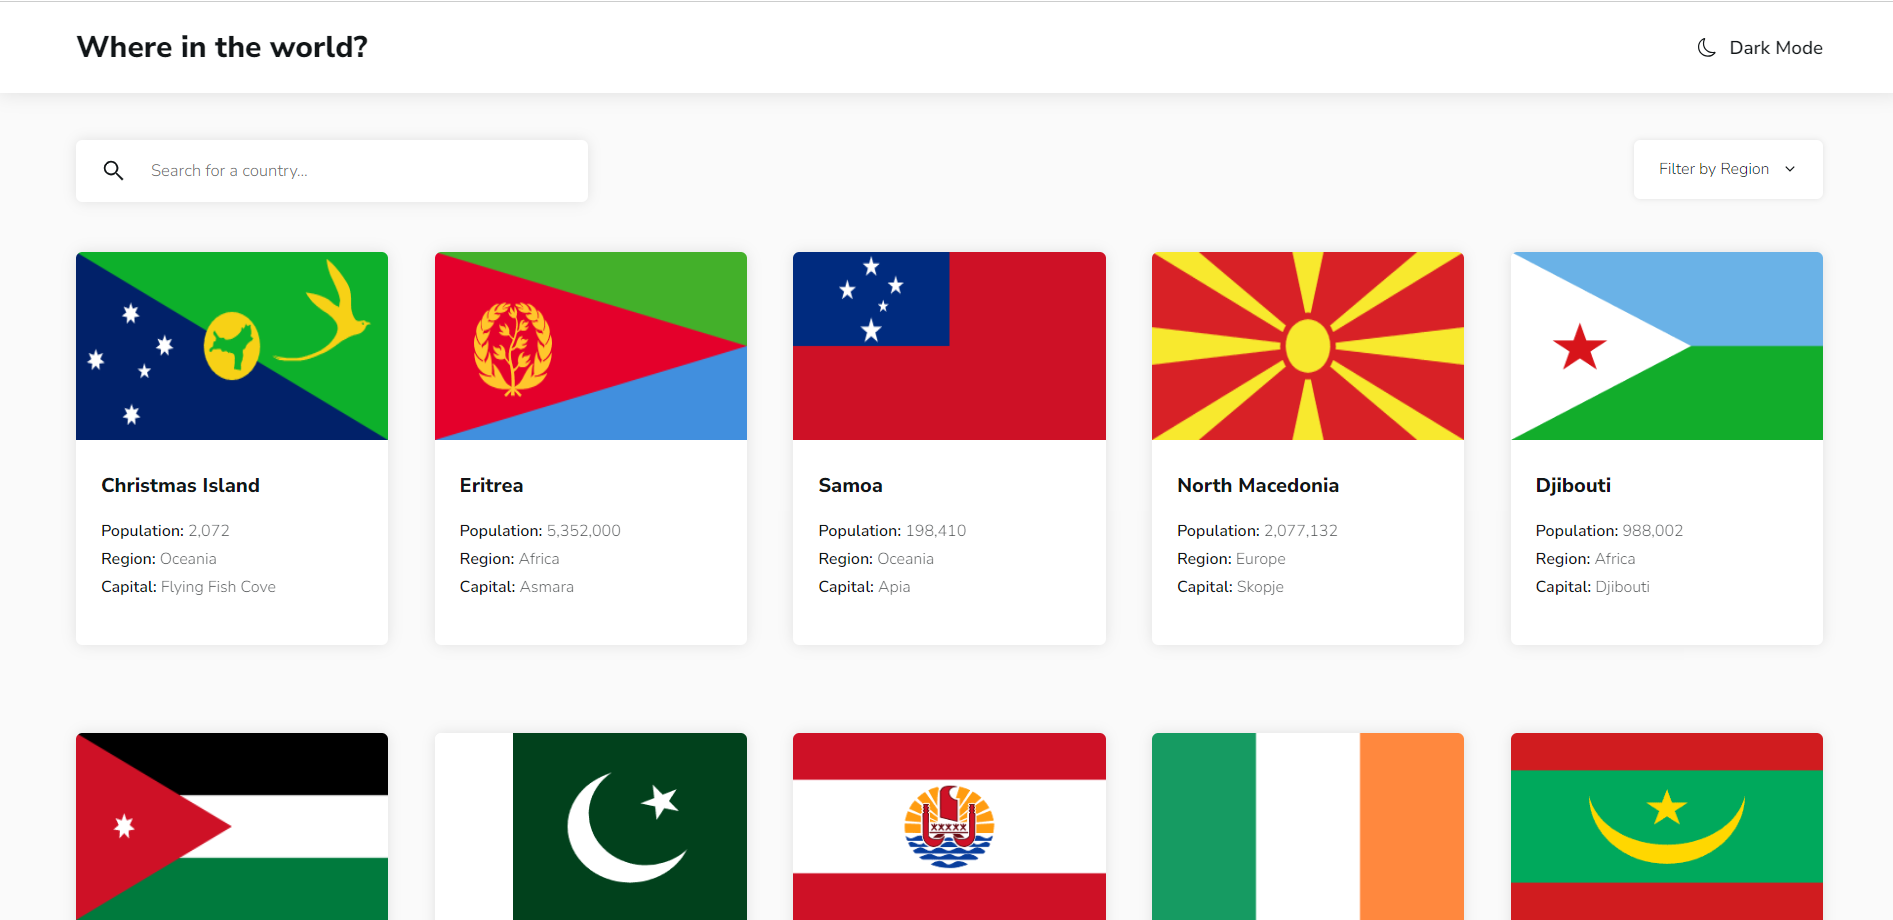 Where in the world?
Dark Mode
Search for a country...
Filter by Region
Christmas Island
Population: 2,072
Region: Oceania
Capital: Flying Fish Cove
Eritrea
Population: 5,352,000
Region: Africa
Capital: Asmara
Samoa
Population: 198,410
Region: Oceania
Capital: Apia
North Macedonia
Population: 2,077,132
Region: Europe
Capital: Skopje
Djibouti
Population: 988,002
Region: Africa
Capital: Djibouti